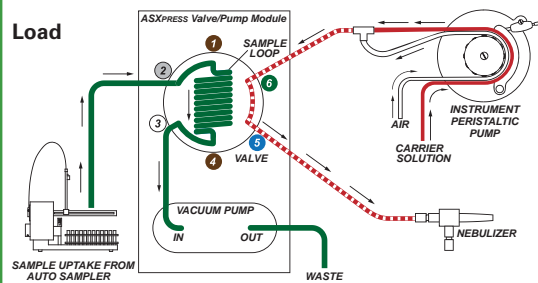 Load
ASXPRESS Valve/Pump Module
1
SAMPLE
LOOP
2
6
3
5
4
VALVE
AIR
CARRIER
SOLUTION
INSTRUMENT
PERISTALTIC
PUMP
VACUUM PUMP
IN
OUT
NEBULIZER
SAMPLE UPTAKE FROM
AUTO SAMPLER
WASTE